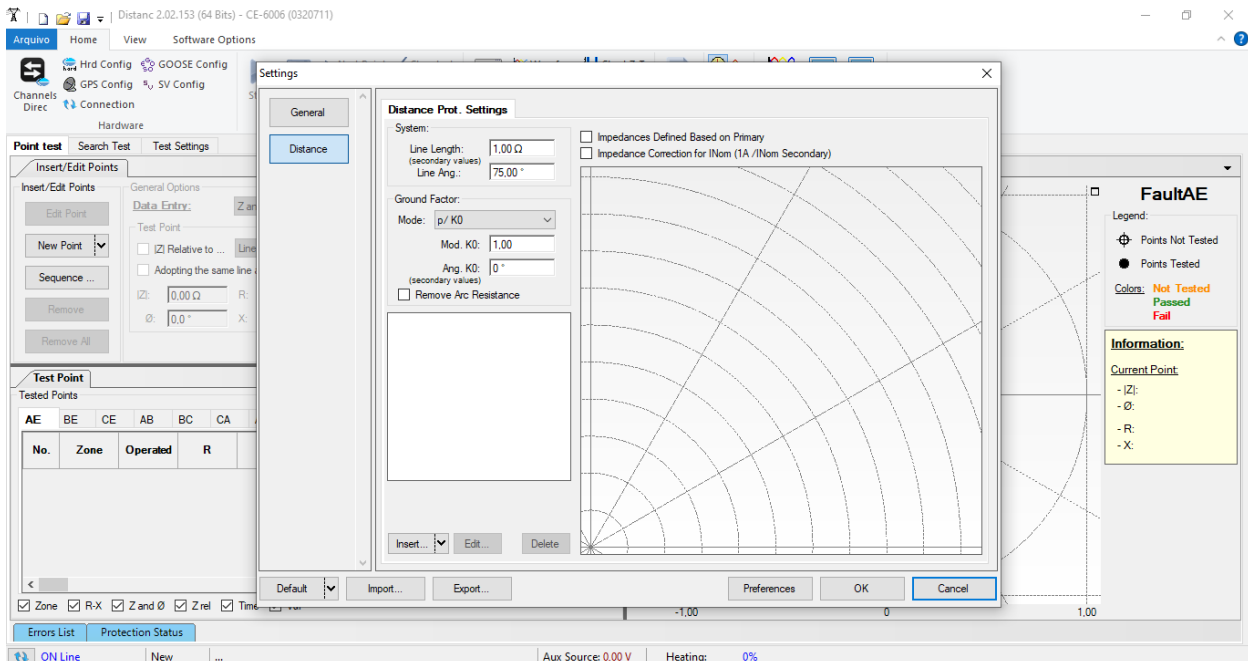 Distanc 2.02.153 (64 Bits) - CE-6006 (0320711)
Arquivo Home View Software Options
Hrd Config GOOSE Config
GPS Config SV Config
Channels Direc Connection
Hardware
Point test Search Test Test Settings
Insert/Edit Points
Insert/Edit Points General Options
Edit Point Data Entry: Z an
Test Point
New Point |Z| Relative to ... Line
Sequence ... Adopting the same line a
|Z|: 0,00 Ω R:
Remove
Ø: 0,0 ° X:
Remove All
Test Point
Tested Points
AE BE CE AB BC CA
No. Zone Operated R
Zone R-X Z and Ø Z rel Time
Errors List Protection Status
ON Line New ... Aux Source: 0.00 V Heating: 0%
Settings
General
Distance
Distance Prot. Settings
System:
Line Length: 1,00 Ω
(secondary values)
Line Ang.: 75,00 °
Ground Factor:
Mode: p/ K0
Mod. K0: 1,00
Ang. K0: 0 °
(secondary values)
Remove Arc Resistance
Insert... Edit... Delete
Impedances Defined Based on Primary
Impedance Correction for INom (1A /INom Secondary)
Default Import... Export... Preferences OK Cancel
-1,00 0 1,00
FaultAE
Legend:
Points Not Tested
Points Tested
Colors: Not Tested
Passed
Fail
Information:
Current Point:
- |Z|:
- Ø:
- R:
- X: